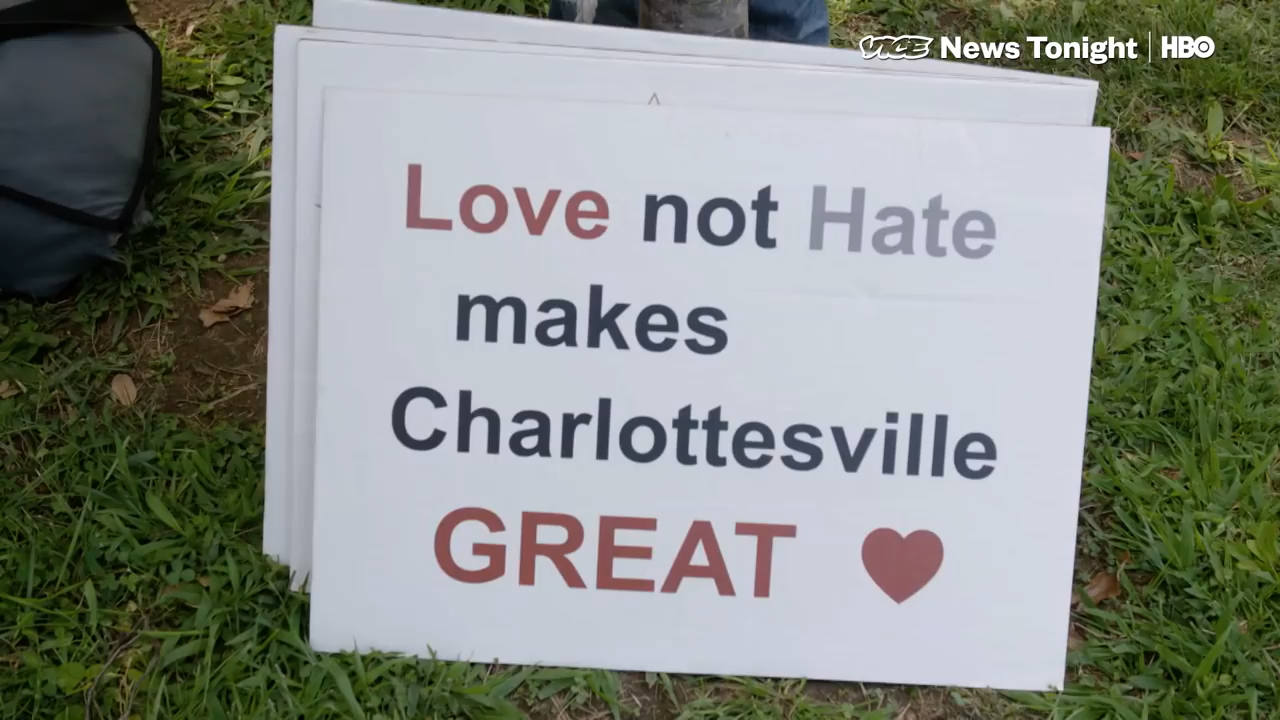 VICE News Tonight | HBO
Love not Hate
makes
Charlottesville
GREAT